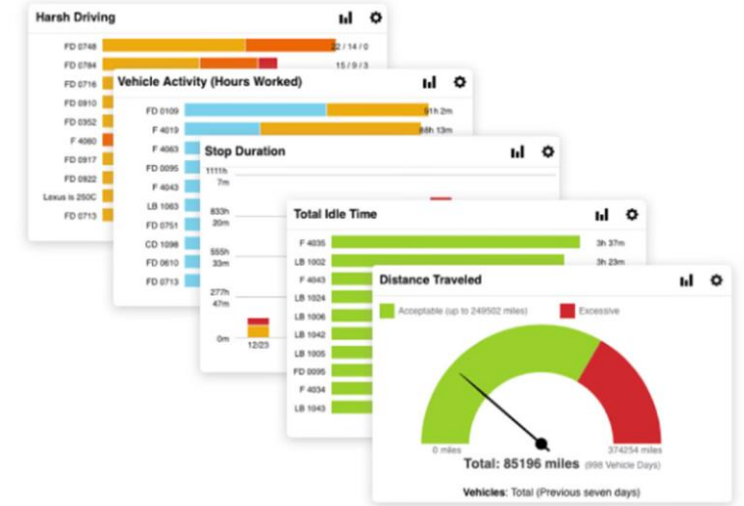 Harsh Driving
FD 0748
22 / 14 / 0
FD 0784
15 / 9 / 3
FD 0716
FD 0910
FD 0352
F 4060
FD 0917
FD 0922
Lexus is 250C
FD 0713
Vehicle Activity (Hours Worked)
FD 0109
91h 2m
F 4019
88h 13m
F 4063
FD 0095
F 4043
LB 1083
FD 0751
CD 1098
FD 0610
FD 0713
Stop Duration
1111h
7m
833h
20m
555h
33m
277h
47m
0m
12/23
Total Idle Time
F 4035
3h 37m
LB 1002
3h 23m
F 4043
LB 1024
LB 1006
LB 1042
LB 1005
FD 0095
F 4034
LB 1043
Distance Traveled
Acceptable (up to 249502 miles)
Excessive
0 miles
374254 miles
Total: 85196 miles (998 Vehicle Days)
Vehicles: Total (Previous seven days)